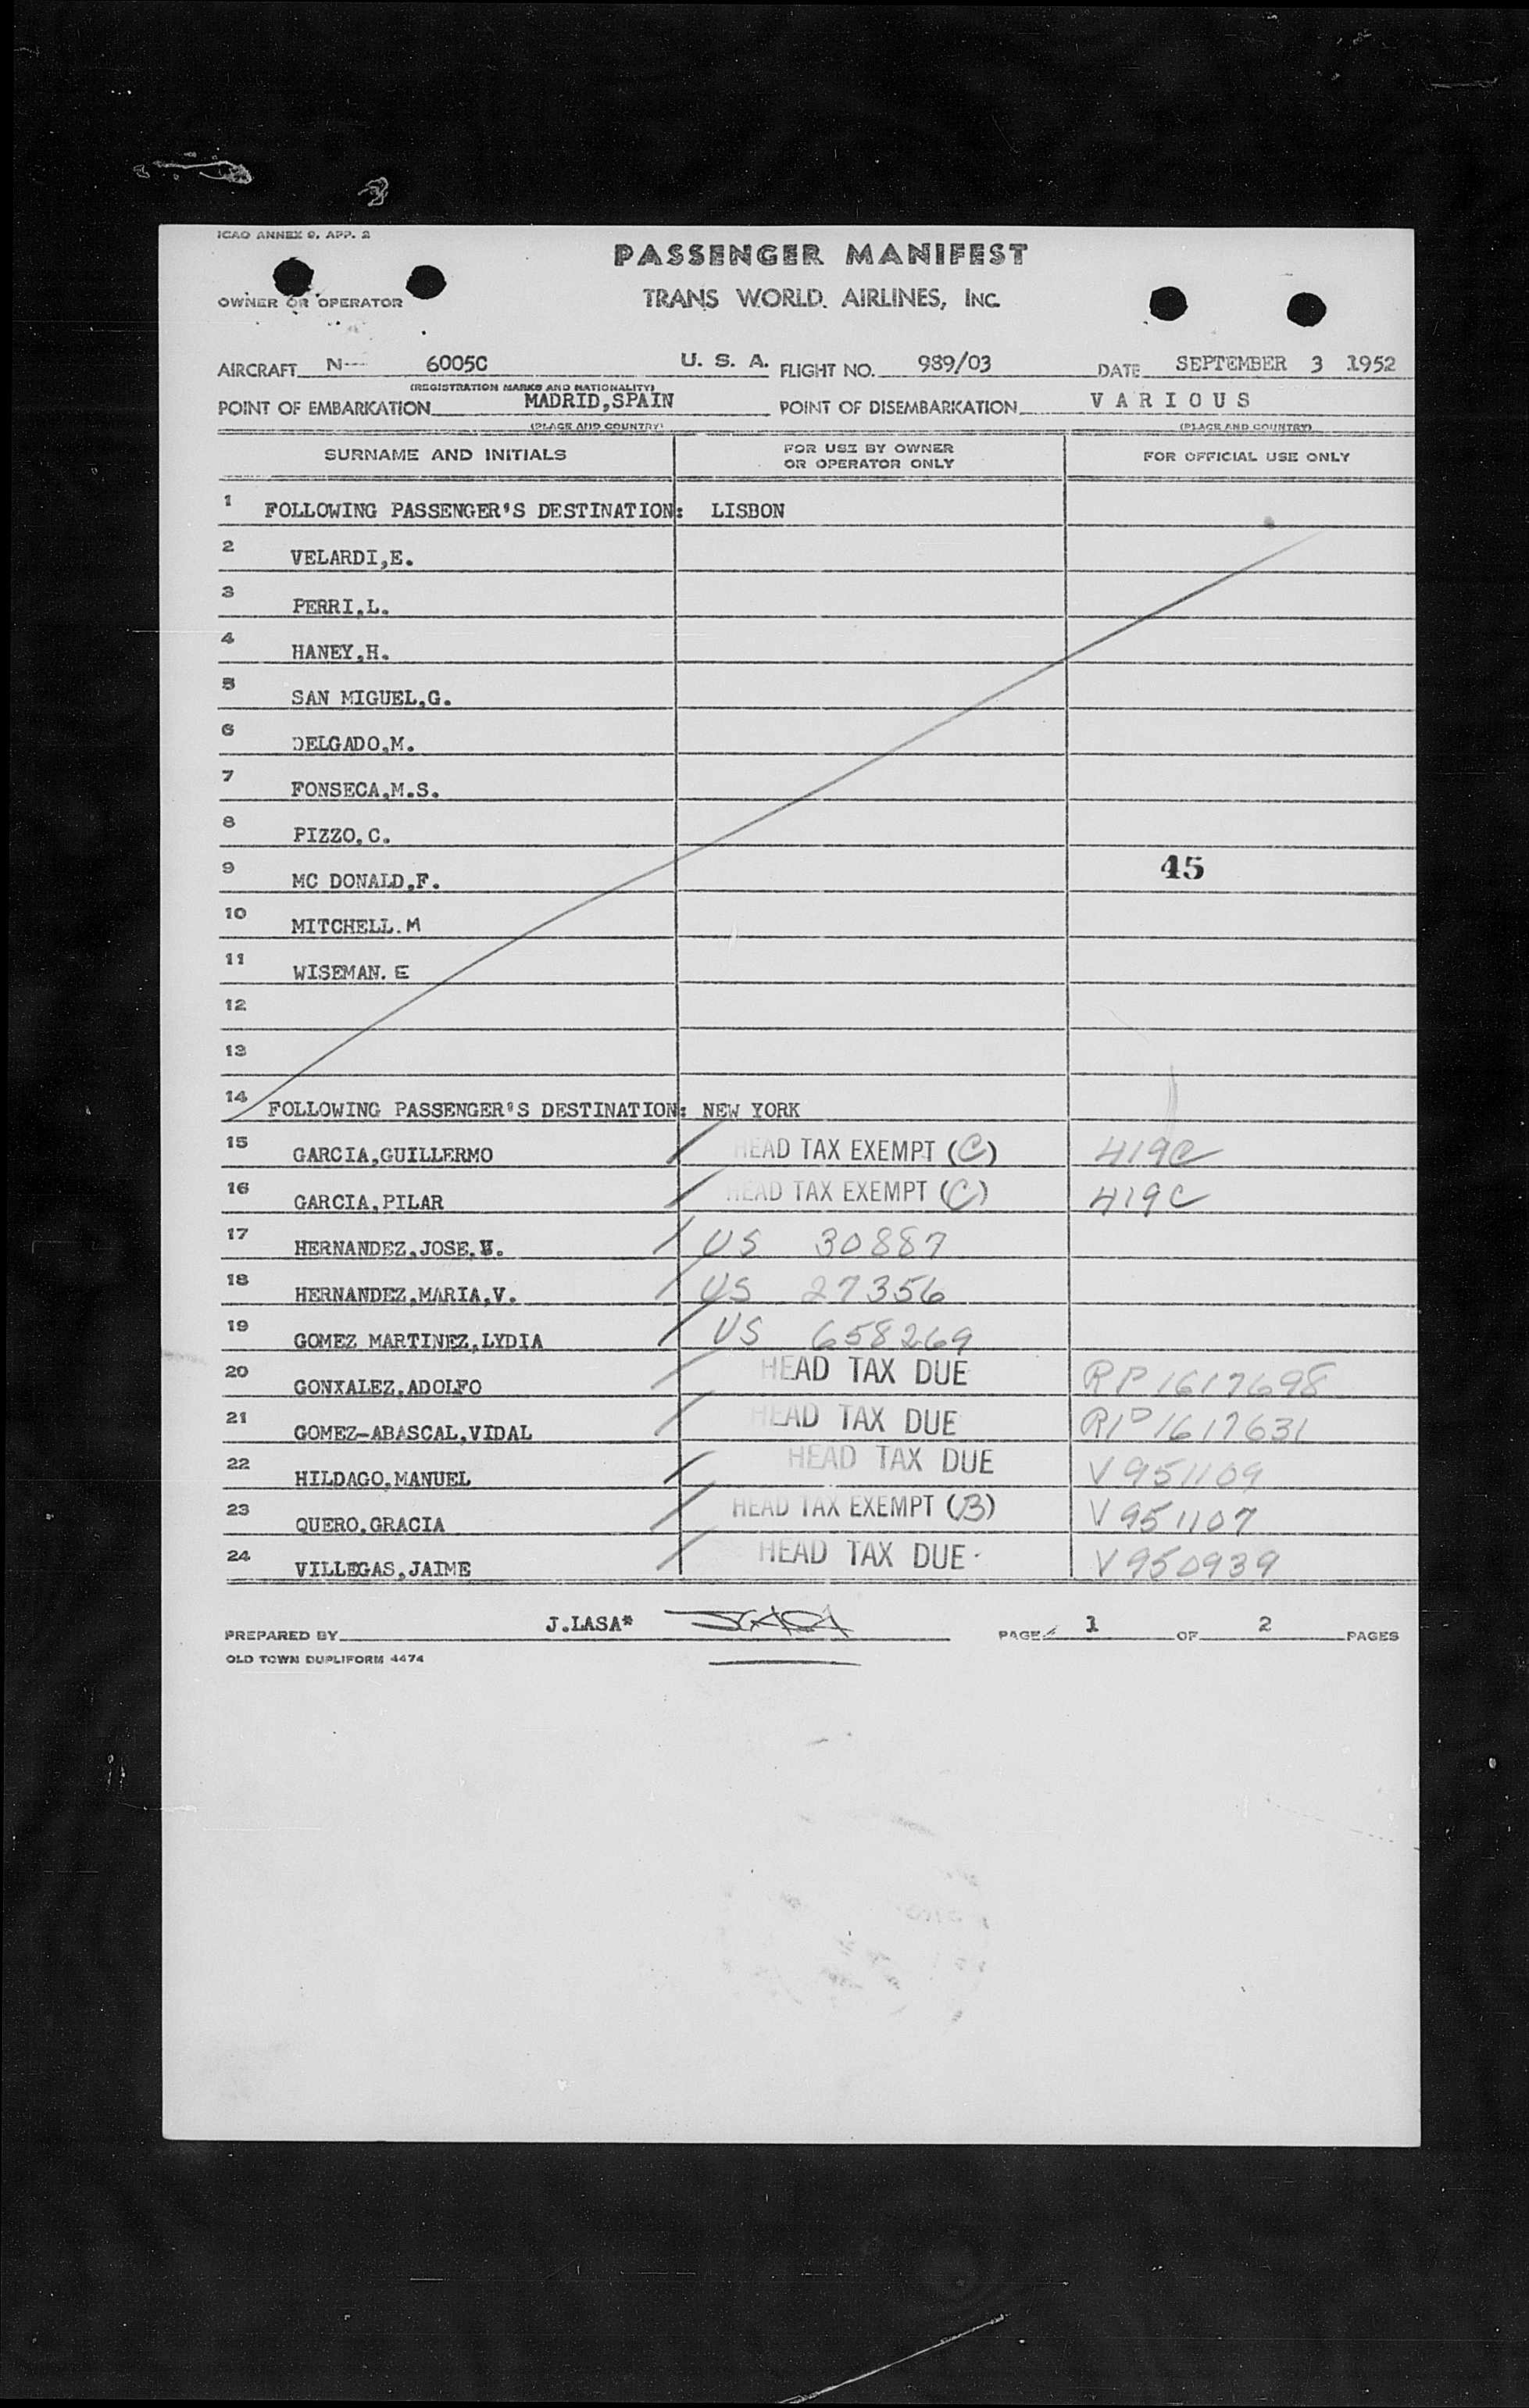 ICAO ANNEX 9, APP. 2
PASSENGER MANIFEST
OWNER OR OPERATOR TRANS WORLD AIRLINES, INC.
AIRCRAFT N-- 6005C U. S. A. FLIGHT NO. 989/03 DATE SEPTEMBER 3 1952
(REGISTRATION MARKS AND NATIONALITY)
POINT OF EMBARKATION MADRID,SPAIN POINT OF DISEMBARKATION V A R I O U S
(PLACE AND COUNTRY) (PLACE AND COUNTRY)
SURNAME AND INITIALS FOR USE BY OWNER OR OPERATOR ONLY FOR OFFICIAL USE ONLY
1 FOLLOWING PASSENGER'S DESTINATION: LISBON
2 VELARDI,E.
3 PERRI,L.
4 HANEY,H.
5 SAN MIGUEL,G.
6 DELGADO,M.
7 FONSECA,M.S.
8 PIZZO,C.
9 MC DONALD,F. 45
10 MITCHELL.M
11 WISEMAN.E
12
13
14 FOLLOWING PASSENGER'S DESTINATION: NEW YORK
15 GARCIA,GUILLERMO HEAD TAX EXEMPT (C) 419C
16 GARCIA,PILAR HEAD TAX EXEMPT (C) 419C
17 HERNANDEZ,JOSE, US 30887
18 HERNANDEZ,MARIA,V. US 27356
19 GOMEZ MARTINEZ,LYDIA US 658269
20 GONXALEZ,ADOLFO HEAD TAX DUE RP 1617698
21 GOMEZ-ABASCAL,VIDAL HEAD TAX DUE RP 1617631
22 HILDAGO,MANUEL HEAD TAX DUE V 951109
23 QUERO,GRACIA HEAD TAX EXEMPT (B) V 951107
24 VILLEGAS,JAIME HEAD TAX DUE V 950939
PREPARED BY J.LASA* PAGE 1 OF 2 PAGES
OLD TOWN DUPLIFORM 4474